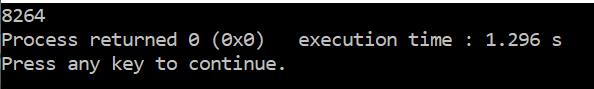 8264
Process returned 0 (0x0)   execution time : 1.296 s
Press any key to continue.